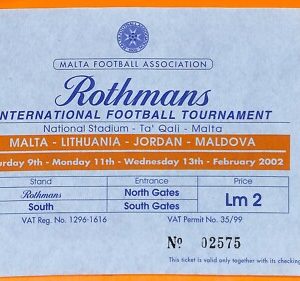 MALTA FOOTBALL ASSOCIATION
Rothmans
INTERNATIONAL FOOTBALL TOURNAMENT
National Stadium - Ta' Qali - Malta
MALTA - LITHUANIA - JORDAN - MALDOVA
urday 9th - Monday 11th - Wednesday 13th - February 2002
Stand Entrance Price
Rothmans North Gates Lm 2
South South Gates
VAT Reg. No. 1296-1616 VAT Permit No. 35/99
No 02575
This ticket is valid only together with its checking